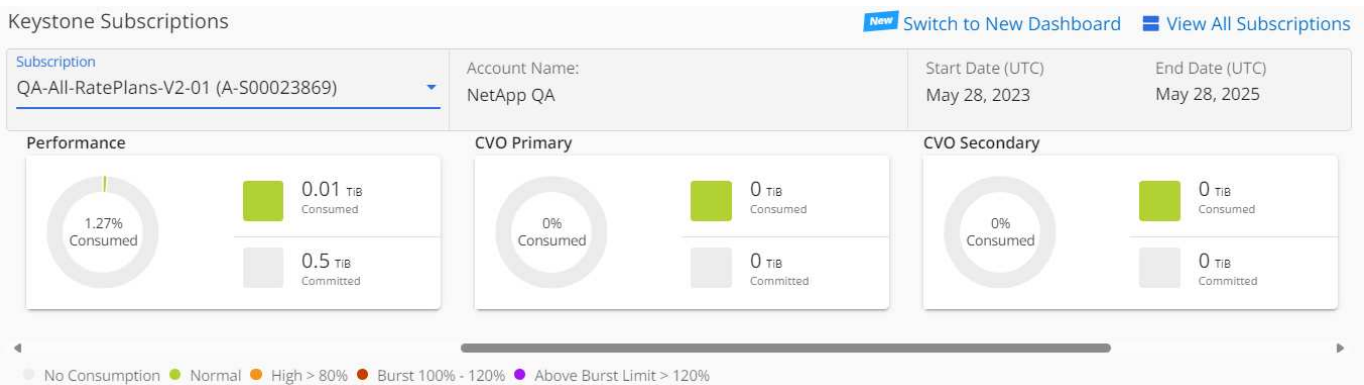 Keystone Subscriptions
New Switch to New Dashboard View All Subscriptions
Subscription
QA-All-RatePlans-V2-01 (A-S00023869)
Account Name:
NetApp QA
Start Date (UTC)
May 28, 2023
End Date (UTC)
May 28, 2025
Performance
1.27%
Consumed
0.01 TiB
Consumed
0.5 TiB
Committed
CVO Primary
0%
Consumed
0 TiB
Consumed
0 TiB
Committed
CVO Secondary
0%
Consumed
0 TiB
Consumed
0 TiB
Committed
No Consumption Normal High > 80% Burst 100% - 120% Above Burst Limit > 120%